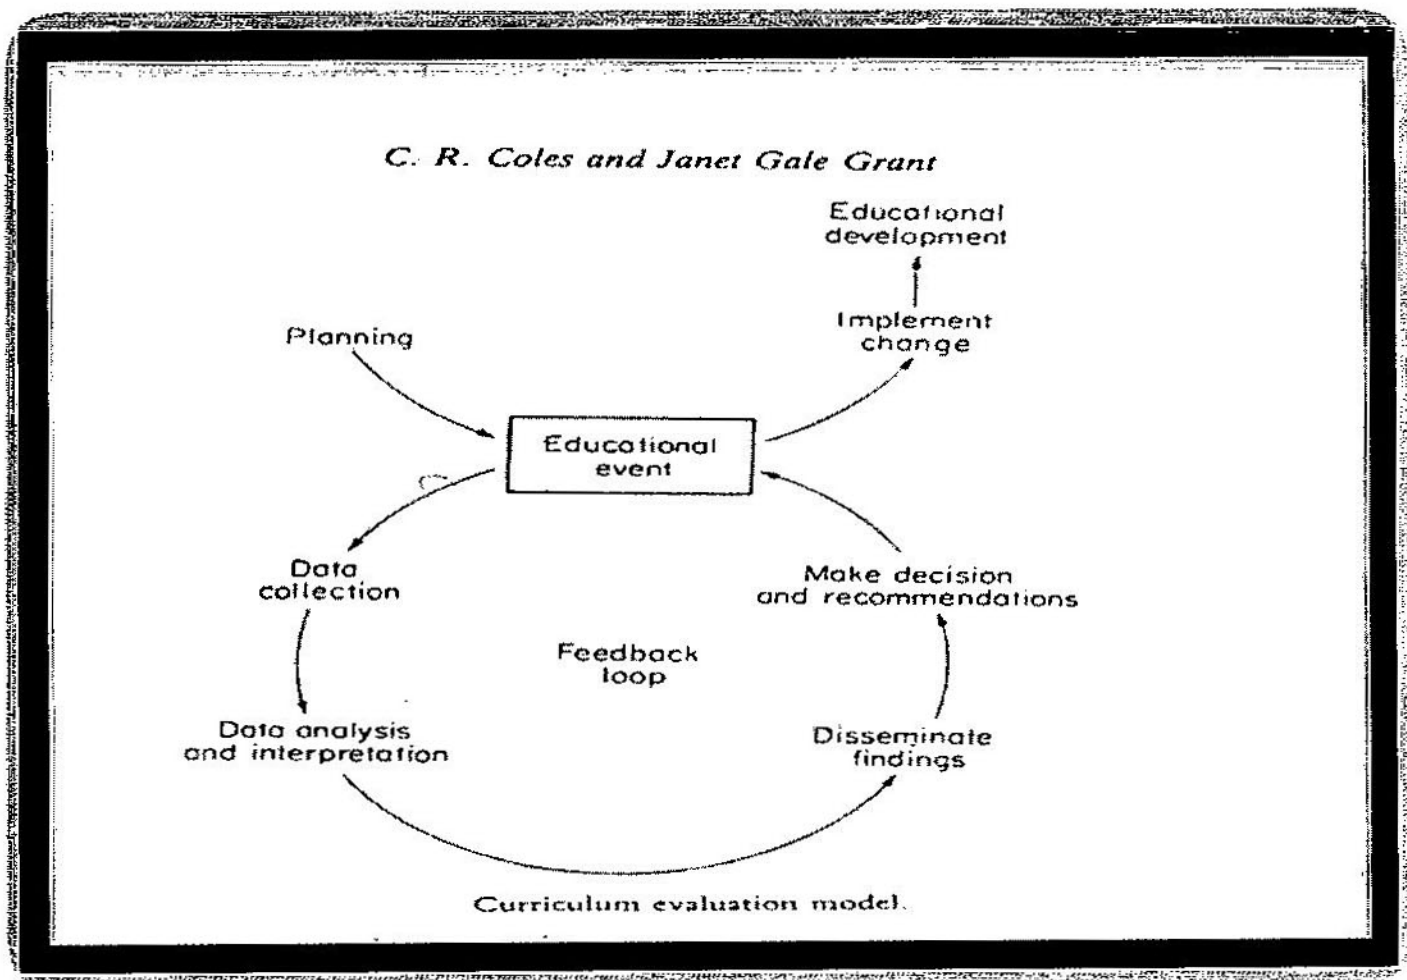 C. R. Coles and Janet Gale Grant
Educational
development
Planning
Implement
change
Educational
event
Data
collection
Make decision
and recommendations
Feedback
loop
Data analysis
and interpretation
Disseminate
findings
Curriculum evaluation model.